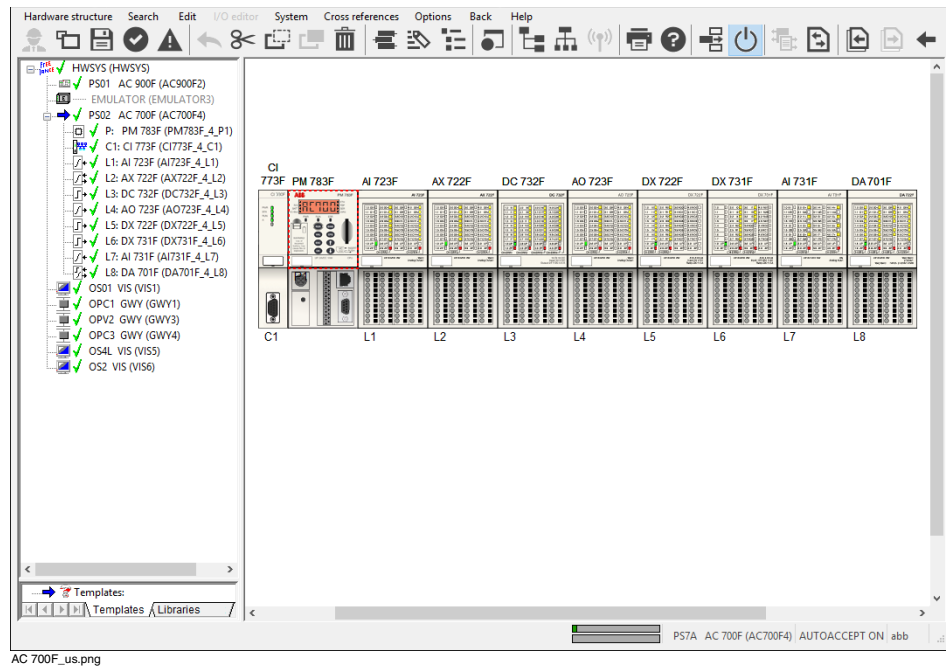 Hardware structure Search Edit I/O editor System Cross references Options Back Help
HWSYS (HWSYS)
PS01 AC 900F (AC900F2)
EMULATOR (EMULATOR3)
PS02 AC 700F (AC700F4)
P: PM 783F (PM783F_4_P1)
C1: CI 773F (CI773F_4_C1)
L1: AI 723F (AI723F_4_L1)
L2: AX 722F (AX722F_4_L2)
L3: DC 732F (DC732F_4_L3)
L4: AO 723F (AO723F_4_L4)
L5: DX 722F (DX722F_4_L5)
L6: DX 731F (DX731F_4_L6)
L7: AI 731F (AI731F_4_L7)
L8: DA 701F (DA701F_4_L8)
OS01 VIS (VIS1)
OPC1 GWY (GWY1)
OPV2 GWY (GWY3)
OPC3 GWY (GWY4)
OS4L VIS (VIS5)
OS2 VIS (VIS6)
CI
773F PM 783F AI 723F AX 722F DC 732F AO 723F DX 722F DX 731F AI 731F DA 701F
ABB
AC700
C1 L1 L2 L3 L4 L5 L6 L7 L8
Templates:
Templates Libraries
PS7A AC 700F (AC700F4) AUTOACCEPT ON abb
AC 700F_us.png